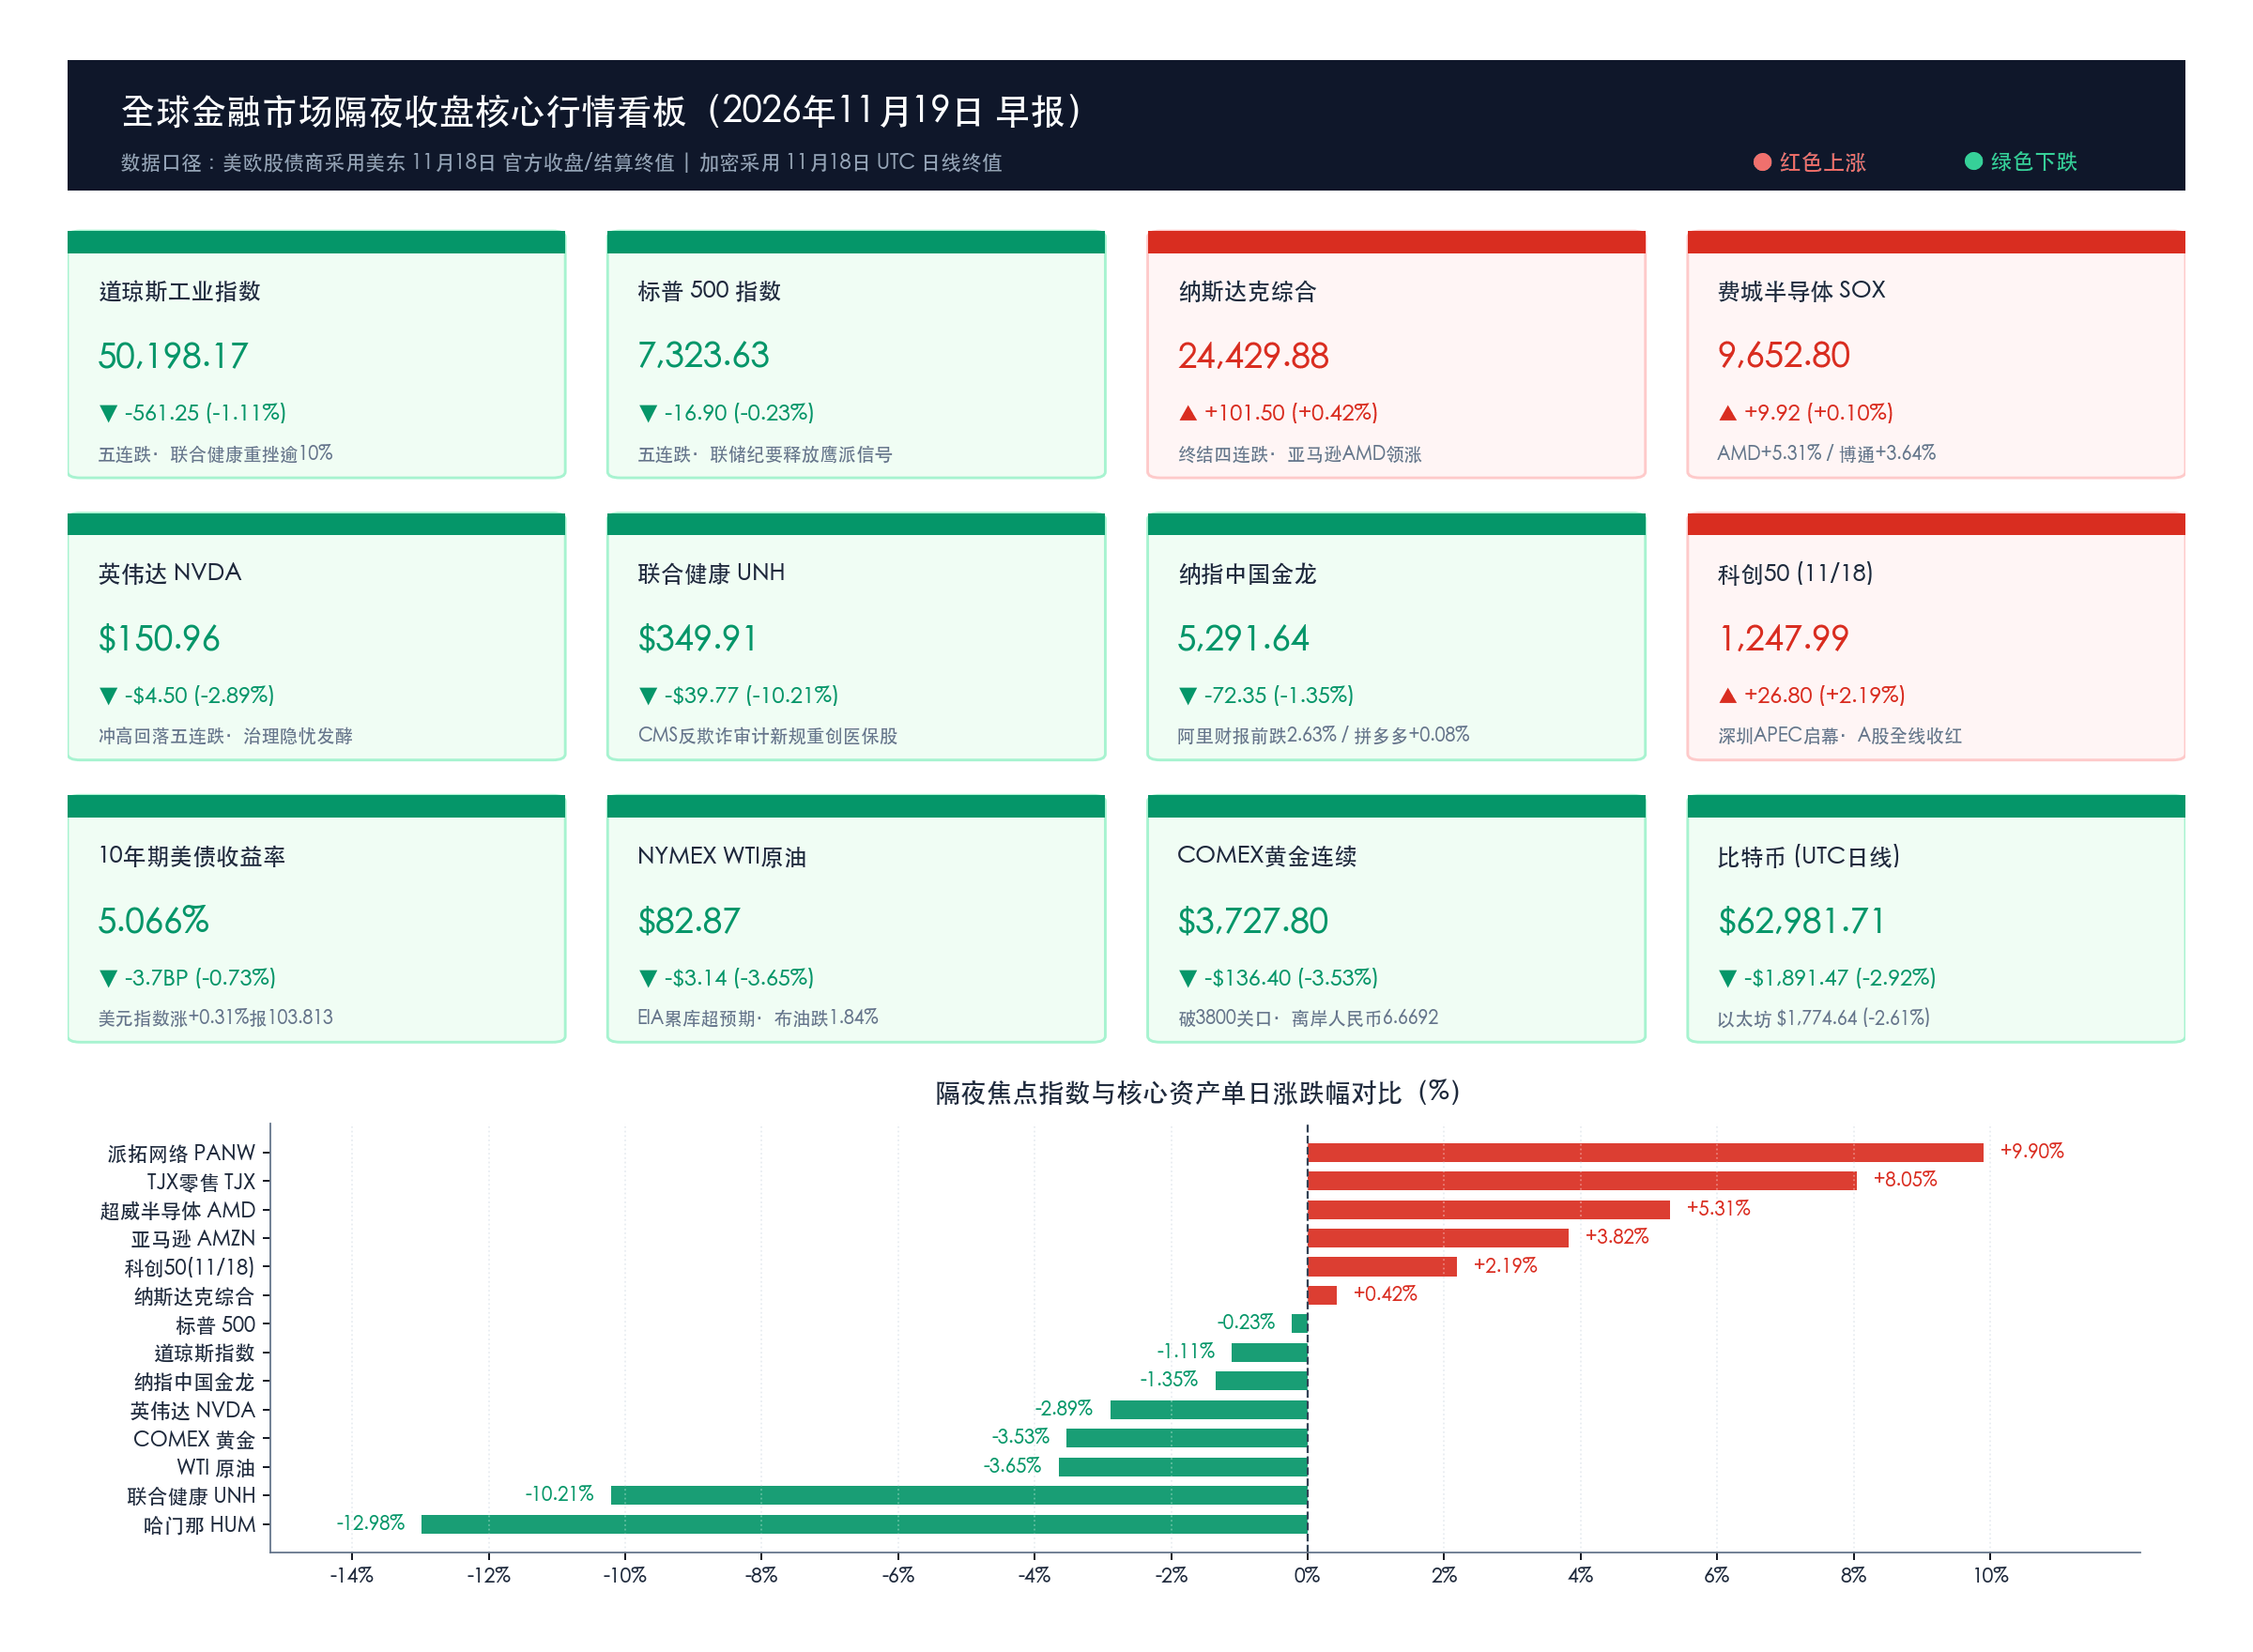 全球金融市场隔夜收盘核心行情看板（2026年11月19日 早报）
数据口径：美欧股债商采用美东 11月18日 官方收盘/结算终值 | 加密采用 11月18日 UTC 日线终值
● 红色上涨
● 绿色下跌
道琼斯工业指数
50,198.17
▼ -561.25 (-1.11%)
五连跌· 联合健康重挫逾10%
标普 500 指数
7,323.63
▼ -16.90 (-0.23%)
五连跌· 联储纪要释放鹰派信号
纳斯达克综合
24,429.88
▲ +101.50 (+0.42%)
终结四连跌· 亚马逊AMD领涨
费城半导体 SOX
9,652.80
▲ +9.92 (+0.10%)
AMD+5.31% / 博通+3.64%
英伟达 NVDA
$150.96
▼ -$4.50 (-2.89%)
冲高回落五连跌· 治理隐忧发酵
联合健康 UNH
$349.91
▼ -$39.77 (-10.21%)
CMS反欺诈审计新规重创医保股
纳指中国金龙
5,291.64
▼ -72.35 (-1.35%)
阿里财报前跌2.63% / 拼多多+0.08%
科创50 (11/18)
1,247.99
▲ +26.80 (+2.19%)
深圳APEC启幕· A股全线收红
10年期美债收益率
5.066%
▼ -3.7BP (-0.73%)
美元指数涨+0.31%报103.813
NYMEX WTI原油
$82.87
▼ -$3.14 (-3.65%)
EIA累库超预期· 布油跌1.84%
COMEX黄金连续
$3,727.80
▼ -$136.40 (-3.53%)
破3800关口· 离岸人民币6.6692
比特币 (UTC日线)
$62,981.71
▼ -$1,891.47 (-2.92%)
以太坊 $1,774.64 (-2.61%)
隔夜焦点指数与核心资产单日涨跌幅对比（%）
派拓网络 PANW +9.90%
TJX零售 TJX +8.05%
超威半导体 AMD +5.31%
亚马逊 AMZN +3.82%
科创50(11/18) +2.19%
纳斯达克综合 +0.42%
标普 500 -0.23%
道琼斯指数 -1.11%
纳指中国金龙 -1.35%
英伟达 NVDA -2.89%
COMEX 黄金 -3.53%
WTI 原油 -3.65%
联合健康 UNH -10.21%
哈门那 HUM -12.98%
-14% -12% -10% -8% -6% -4% -2% 0% 2% 4% 6% 8% 10%